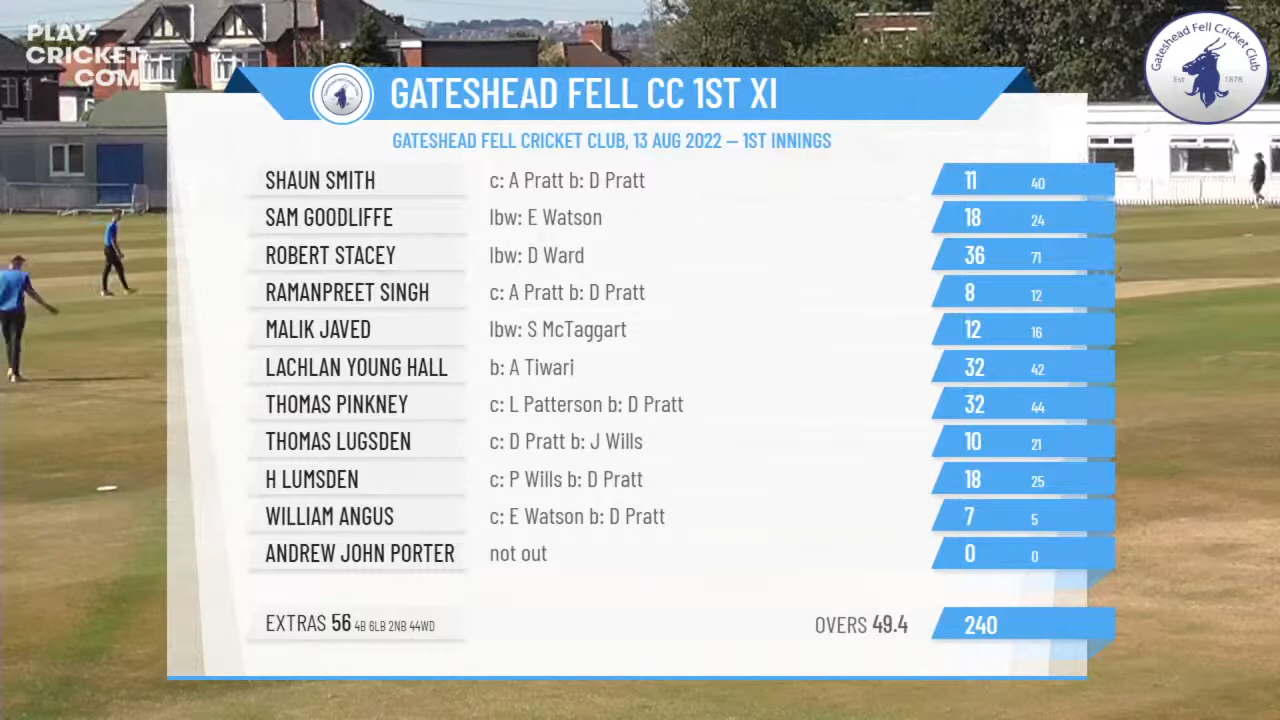 PLAY-
CRICKET
.COM
Gateshead Fell Cricket Club
Est 1878
GATESHEAD FELL CC 1ST XI
GATESHEAD FELL CRICKET CLUB, 13 AUG 2022 – 1ST INNINGS
SHAUN SMITH c: A Pratt b: D Pratt 11 40
SAM GOODLIFFE lbw: E Watson 18 24
ROBERT STACEY lbw: D Ward 36 71
RAMANPREET SINGH c: A Pratt b: D Pratt 8 12
MALIK JAVED lbw: S McTaggart 12 16
LACHLAN YOUNG HALL b: A Tiwari 32 42
THOMAS PINKNEY c: L Patterson b: D Pratt 32 44
THOMAS LUGSDEN c: D Pratt b: J Wills 10 21
H LUMSDEN c: P Wills b: D Pratt 18 25
WILLIAM ANGUS c: E Watson b: D Pratt 7 5
ANDREW JOHN PORTER not out 0 0
EXTRAS 56 4B 6LB 2NB 44WD OVERS 49.4 240